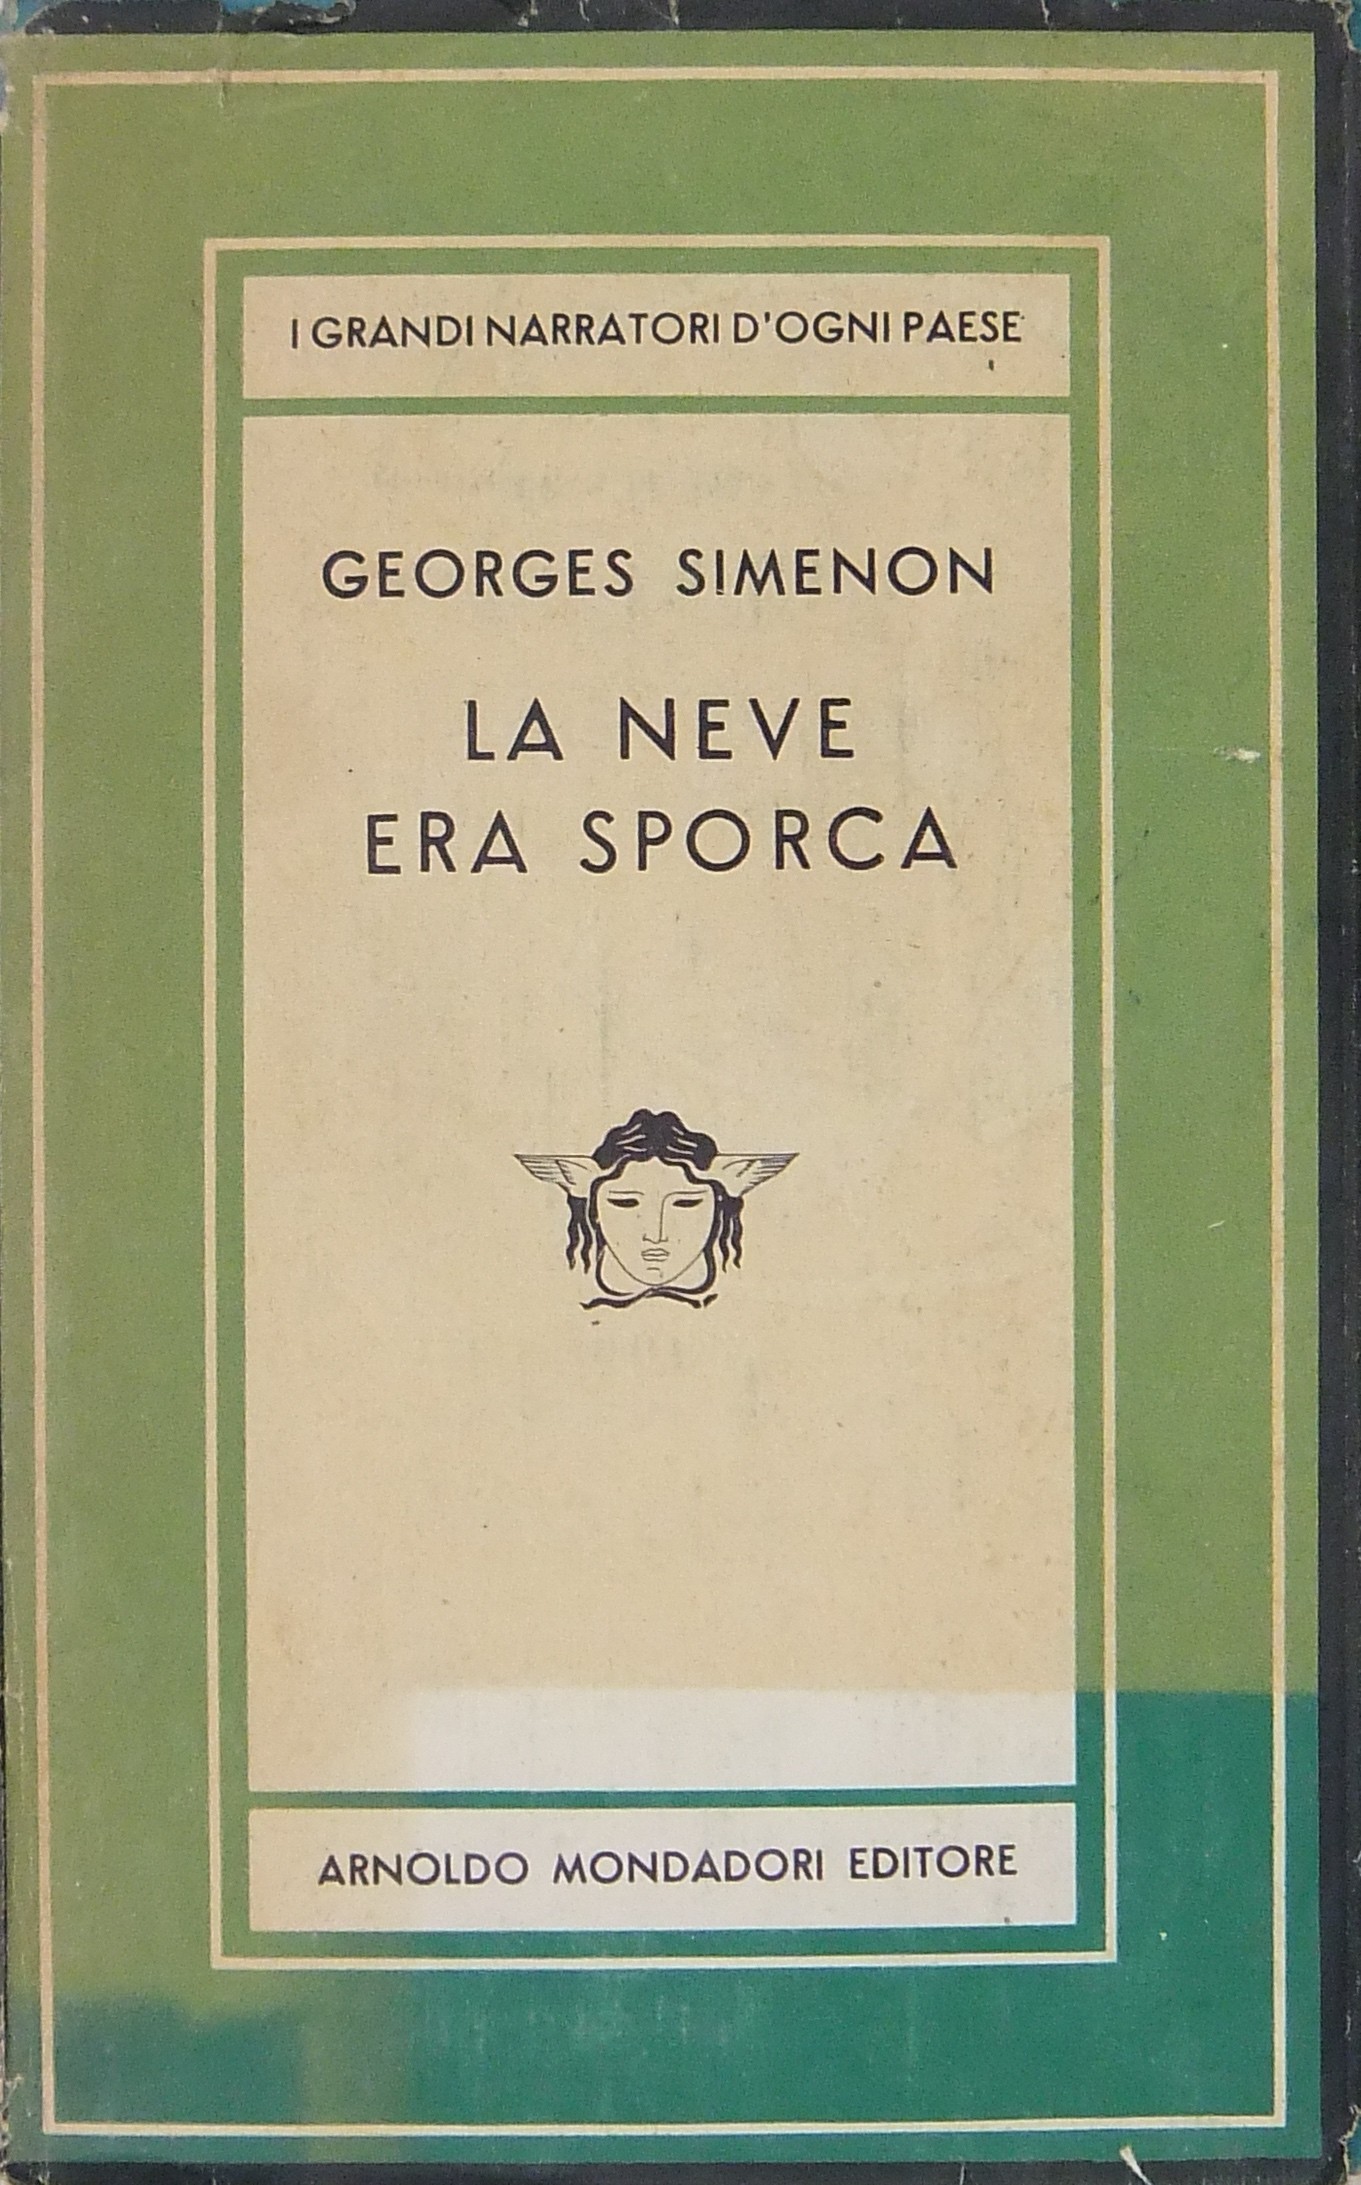 I GRANDI NARRATORI D'OGNI PAESE
GEORGES SIMENON
LA NEVE
ERA SPORCA
ARNOLDO MONDADORI EDITORE